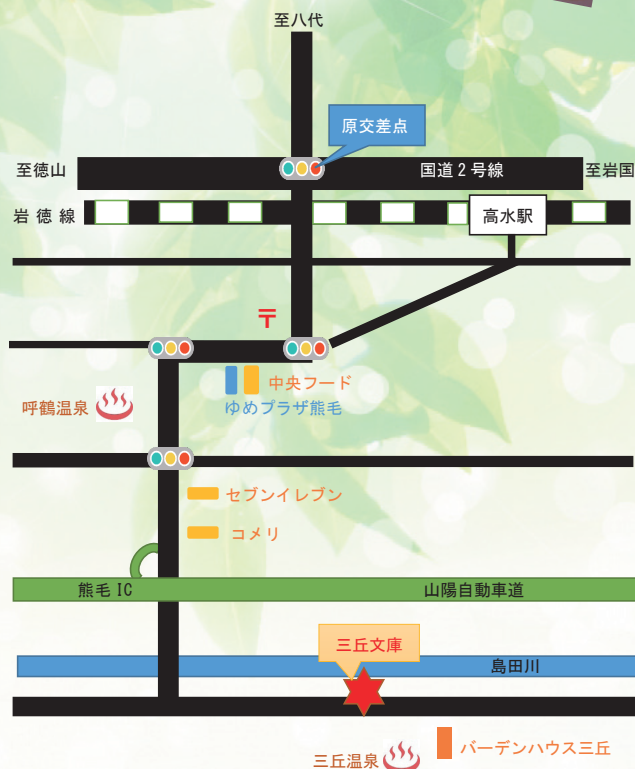 至八代
原交差点
至徳山
国道2号線
至岩国
岩徳線
高水駅
〒
中央フード
ゆめプラザ熊毛
呼鶴温泉
セブンイレブン
コメリ
熊毛IC
山陽自動車道
三丘文庫
島田川
バーデンハウス三丘
三丘温泉